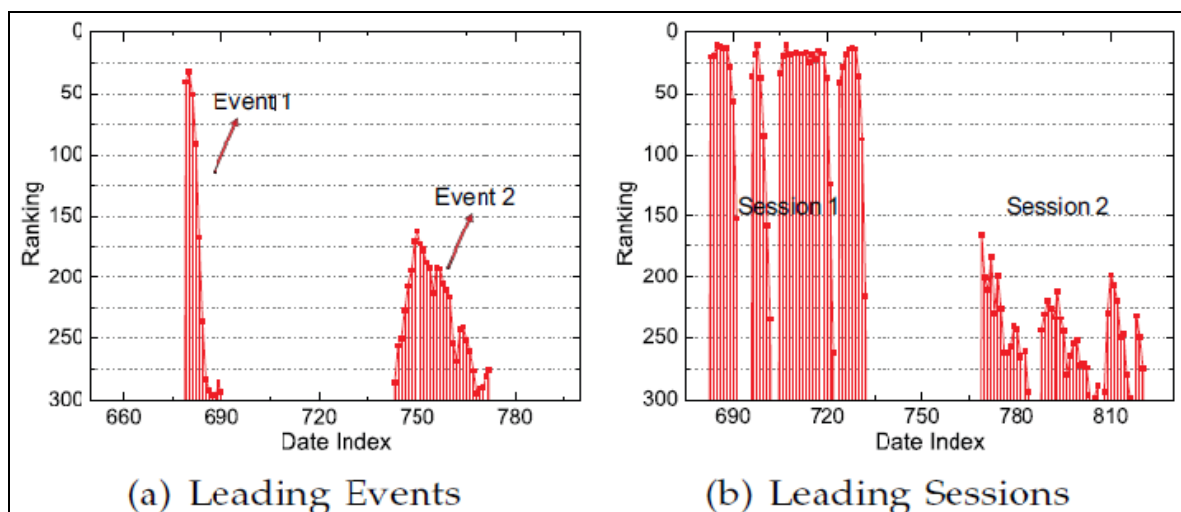 0
50
100
150
200
250
300
Ranking
Event 1
Event 2
660
690
720
750
780
Date Index
(a) Leading Events
0
50
100
150
200
250
300
Ranking
Session 1
Session 2
690
720
750
780
810
Date Index
(b) Leading Sessions